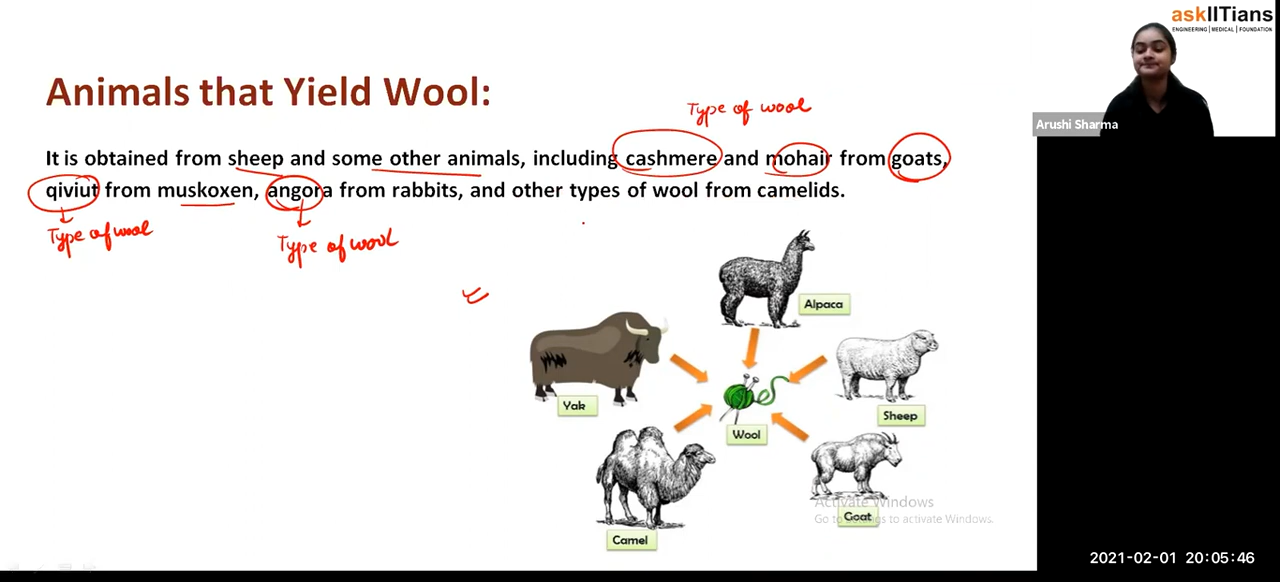 askIITians
ENGINEERING | MEDICAL | FOUNDATION
Arushi Sharma
Animals that Yield Wool:
Type of wool
It is obtained from sheep and some other animals, including cashmere and mohair from goats,
qiviut from muskoxen, angora from rabbits, and other types of wool from camelids.
Type of wool
Type of wool
Alpaca
Yak
Sheep
Wool
Camel
Goat
Activate Windows
Go to Settings to activate Windows.
2021-02-01 20:05:46